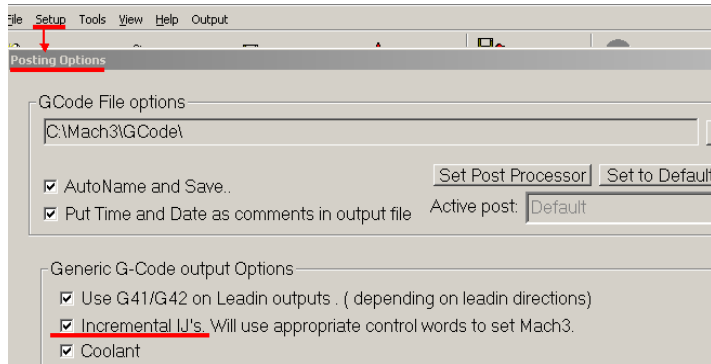 File Setup Tools View Help Output
Posting Options
GCode File options
C:\Mach3\GCode\
Set Post Processor Set to Default
AutoName and Save..
Active post: Default
Put Time and Date as comments in output file
Generic G-Code output Options
Use G41/G42 on Leadin outputs . ( depending on leadin directions)
Incremental IJ's. Will use appropriate control words to set Mach3.
Coolant